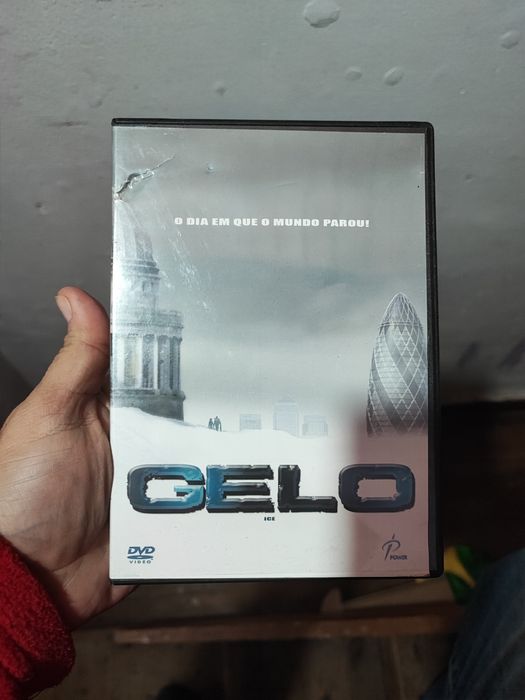 O DIA EM QUE O MUNDO PAROU!
GELO
ICE
DVD
VIDEO
POWER